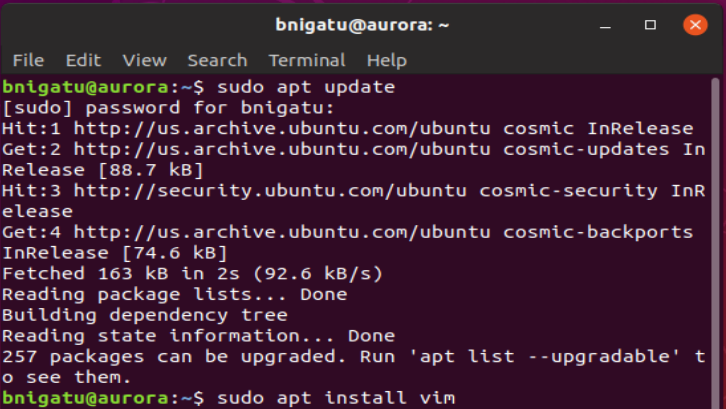 bnigatu@aurora: ~
File Edit View Search Terminal Help
bnigatu@aurora:~$ sudo apt update
[sudo] password for bnigatu:
Hit:1 http://us.archive.ubuntu.com/ubuntu cosmic InRelease
Get:2 http://us.archive.ubuntu.com/ubuntu cosmic-updates In
Release [88.7 kB]
Hit:3 http://security.ubuntu.com/ubuntu cosmic-security InR
elease
Get:4 http://us.archive.ubuntu.com/ubuntu cosmic-backports
InRelease [74.6 kB]
Fetched 163 kB in 2s (92.6 kB/s)
Reading package lists... Done
Building dependency tree
Reading state information... Done
257 packages can be upgraded. Run 'apt list --upgradable' t
o see them.
bnigatu@aurora:~$ sudo apt install vim